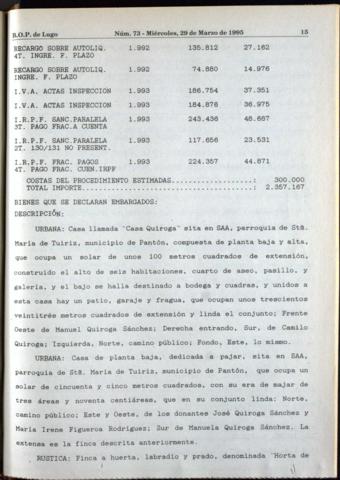 B.O.P. de Lugo Núm. 73 - Miércoles, 29 de Marzo de 1995 15
RECARGO SOBRE AUTOLIQ. 1.992 135.812 27.162
4T. INGRE. F. PLAZO
RECARGO SOBRE AUTOLIQ. 1.992 74.880 14.976
INGRE. F. PLAZO
I.V.A. ACTAS INSPECCION 1.993 186.754 37.351
I.V.A. ACTAS INSPECCION 1.993 184.876 36.975
I.R.P.F. SANC.PARALELA 1.993 243.436 48.687
3T. PAGO FRAC.A CUENTA
I.R.P.F. SANC.PARALELA 1.993 117.656 23.531
2T. 130/131 NO PRESENT.
I.R.P.F. FRAC. PAGOS 1.993 224.357 44.871
4T. PAGO FRAC. CUEN.IRPF
COSTAS DEL PROCEDIMIENTO ESTIMADAS..................: 300.000
TOTAL IMPORTE.......................................: 2.357.167
BIENES QUE SE DECLARAN EMBARGADOS:
DESCRIPCIÓN:
URBANA: Casa llamada "Casa Quiroga" sita en SAA, parroquia de Stª.
María de Tuiriz, municipio de Pantón, compuesta de planta baja y alta,
que ocupa un solar de unos 100 metros cuadrados de extensión,
construído el alto de seis habitaciones, cuarto de aseo, pasillo, y
galería, y el bajo se halla destinado a bodega y cuadras, y unidos a
esta casa hay un patio, garaje y fragua, que ocupan unos trescientos
veintitrés metros cuadrados de extensión y linda el conjunto; Frente
Oeste de Manuel Quiroga Sánchez; Derecha entrando, Sur, de Camilo
Quiroga; Izquierda, Norte, camino público; Fondo, Este, lo mismo.
URBANA: Casa de planta baja, dedicada a pajar, sita en SAA,
parroquia de Stª. María de Tuiriz, municipio de Pantón, que ocupa un
solar de cincuenta y cinco metros cuadrados, con su era de majar de
tres áreas y noventa centiáreas, que en su conjunto linda: Norte,
camino público; Este y Oeste, de los donantes José Quiroga Sánchez y
María Irene Figueroa Rodríguez; Sur de Manuela Quiroga Sánchez. La
extensa es la finca descrita anteriormente.
RUSTICA: Finca a huerta, labradío y prado, denominada "Horta de